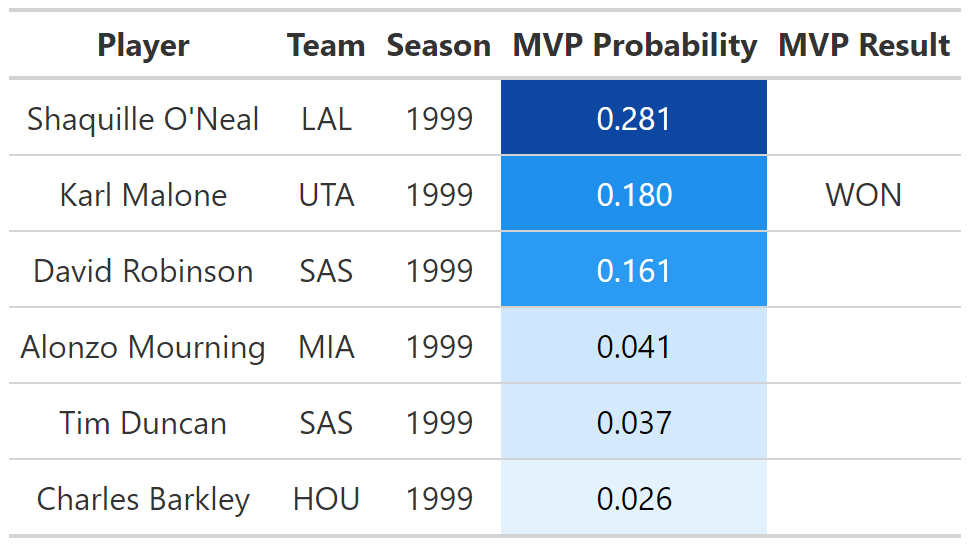 Player Team Season MVP Probability MVP Result
Shaquille O'Neal LAL 1999 0.281
Karl Malone UTA 1999 0.180 WON
David Robinson SAS 1999 0.161
Alonzo Mourning MIA 1999 0.041
Tim Duncan SAS 1999 0.037
Charles Barkley HOU 1999 0.026